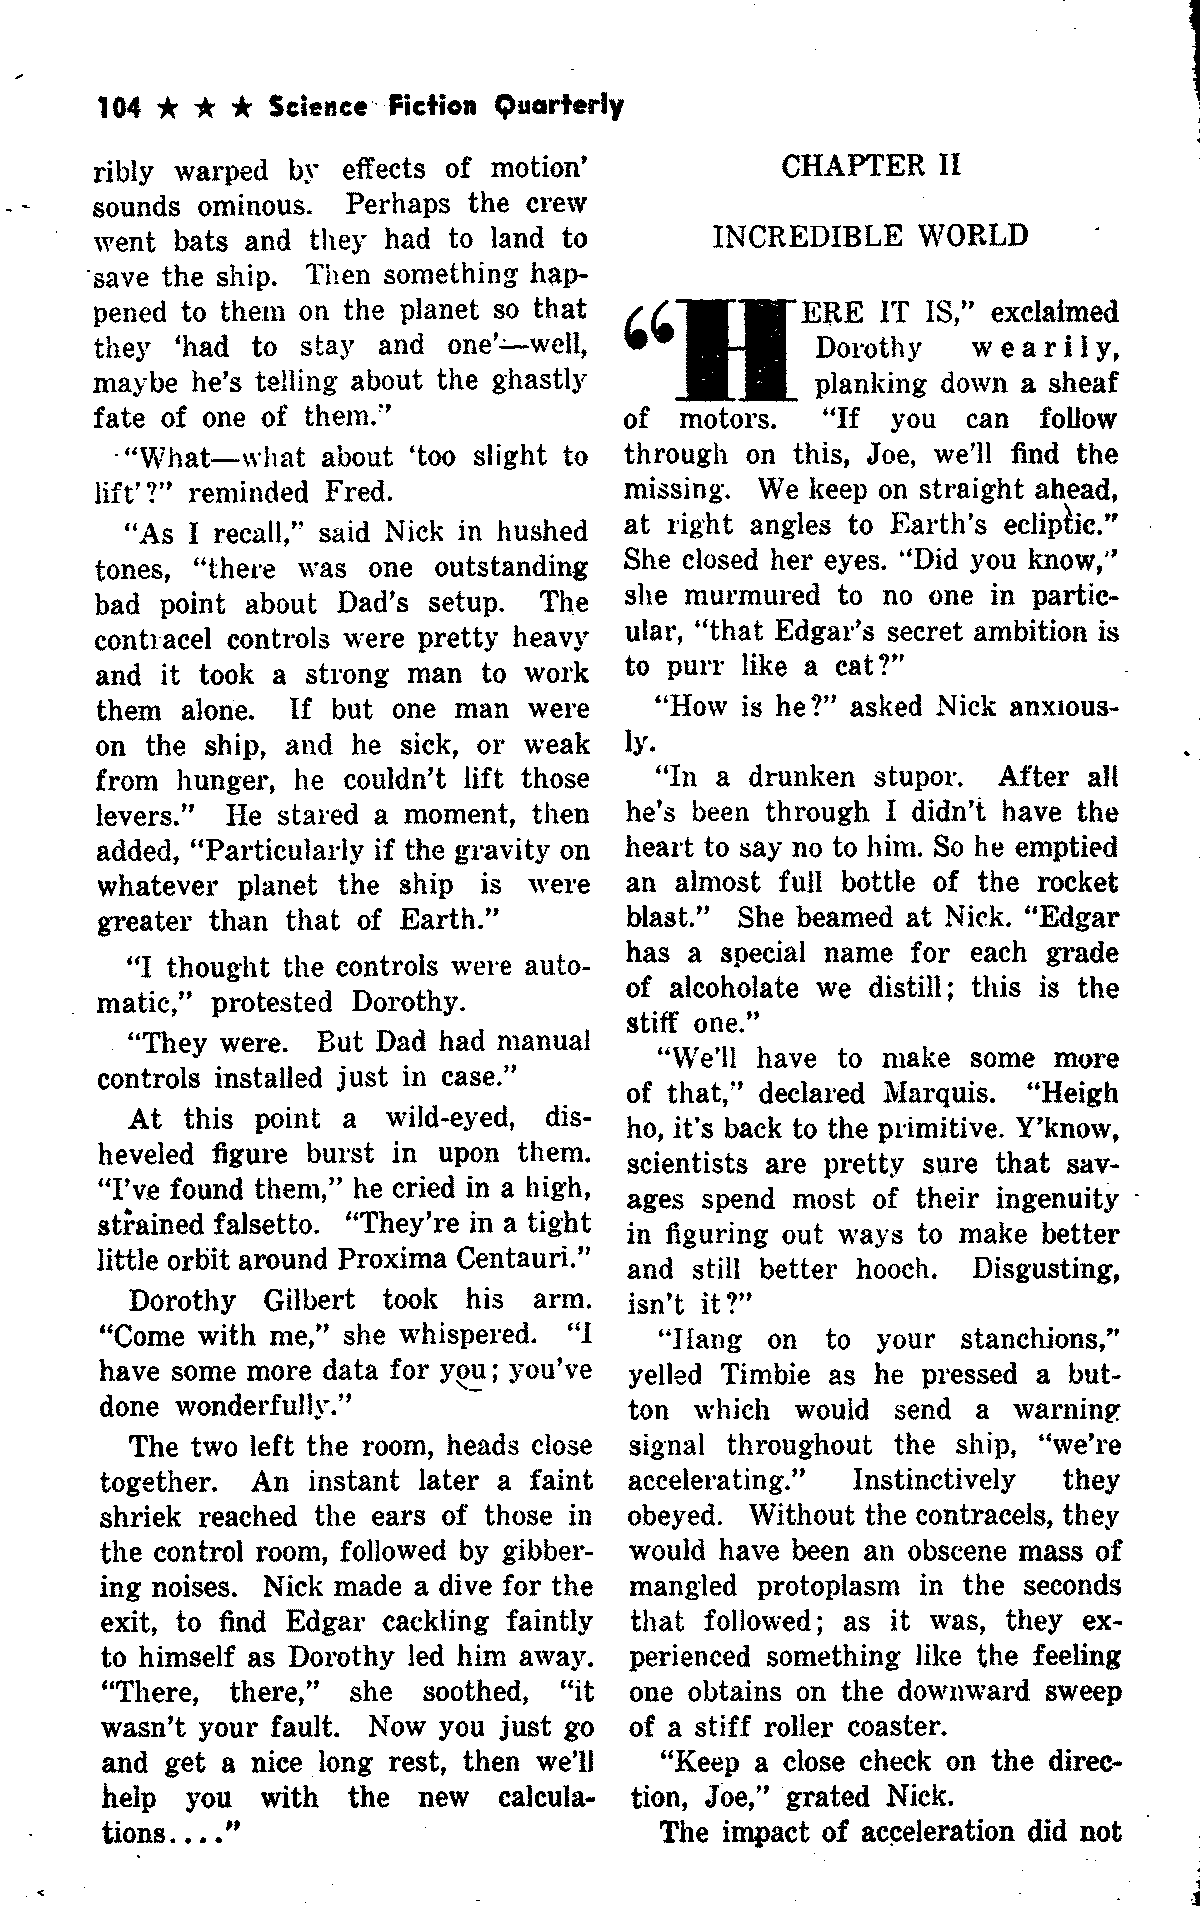 104 ★ ★ ★ Science Fiction Quarterly
ribly warped by effects of motion'
sounds ominous. Perhaps the crew
went bats and they had to land to
save the ship. Then something hap-
pened to them on the planet so that
they 'had to stay and one'—well,
maybe he's telling about the ghastly
fate of one of them."
"What—what about 'too slight to
lift'?" reminded Fred.
"As I recall," said Nick in hushed
tones, "there was one outstanding
bad point about Dad's setup. The
contracel controls were pretty heavy
and it took a strong man to work
them alone. If but one man were
on the ship, and he sick, or weak
from hunger, he couldn't lift those
levers." He stared a moment, then
added, "Particularly if the gravity on
whatever planet the ship is were
greater than that of Earth."
"I thought the controls were auto-
matic," protested Dorothy.
"They were. But Dad had manual
controls installed just in case."
At this point a wild-eyed, dis-
heveled figure burst in upon them.
"I've found them," he cried in a high,
strained falsetto. "They're in a tight
little orbit around Proxima Centauri."
Dorothy Gilbert took his arm.
"Come with me," she whispered. "I
have some more data for you; you've
done wonderfully."
The two left the room, heads close
together. An instant later a faint
shriek reached the ears of those in
the control room, followed by gibber-
ing noises. Nick made a dive for the
exit, to find Edgar cackling faintly
to himself as Dorothy led him away.
"There, there," she soothed, "it
wasn't your fault. Now you just go
and get a nice long rest, then we'll
help you with the new calcula-
tions...."
CHAPTER II
INCREDIBLE WORLD
"HERE IT IS," exclaimed
Dorothy wearily,
planking down a sheaf
of motors. "If you can follow
through on this, Joe, we'll find the
missing. We keep on straight ahead,
at right angles to Earth's ecliptic."
She closed her eyes. "Did you know,"
she murmured to no one in partic-
ular, "that Edgar's secret ambition is
to purr like a cat?"
"How is he?" asked Nick anxious-
ly.
"In a drunken stupor. After all
he's been through I didn't have the
heart to say no to him. So he emptied
an almost full bottle of the rocket
blast." She beamed at Nick. "Edgar
has a special name for each grade
of alcoholate we distill; this is the
stiff one."
"We'll have to make some more
of that," declared Marquis. "Heigh
ho, it's back to the primitive. Y'know,
scientists are pretty sure that sav-
ages spend most of their ingenuity
in figuring out ways to make better
and still better hooch. Disgusting,
isn't it?"
"Hang on to your stanchions,"
yelled Timbie as he pressed a but-
ton which would send a warning
signal throughout the ship, "we're
accelerating." Instinctively they
obeyed. Without the contracels, they
would have been an obscene mass of
mangled protoplasm in the seconds
that followed; as it was, they ex-
perienced something like the feeling
one obtains on the downward sweep
of a stiff roller coaster.
"Keep a close check on the direc-
tion, Joe," grated Nick.
The impact of acceleration did not